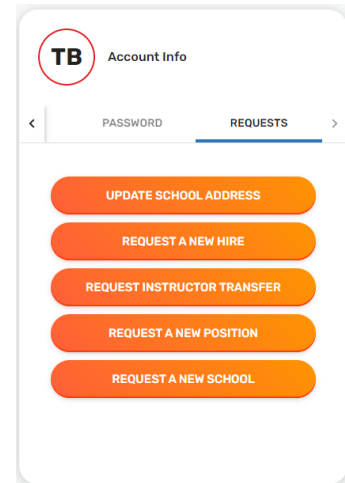 TB
Account Info
PASSWORD
REQUESTS
UPDATE SCHOOL ADDRESS
REQUEST A NEW HIRE
REQUEST INSTRUCTOR TRANSFER
REQUEST A NEW POSITION
REQUEST A NEW SCHOOL